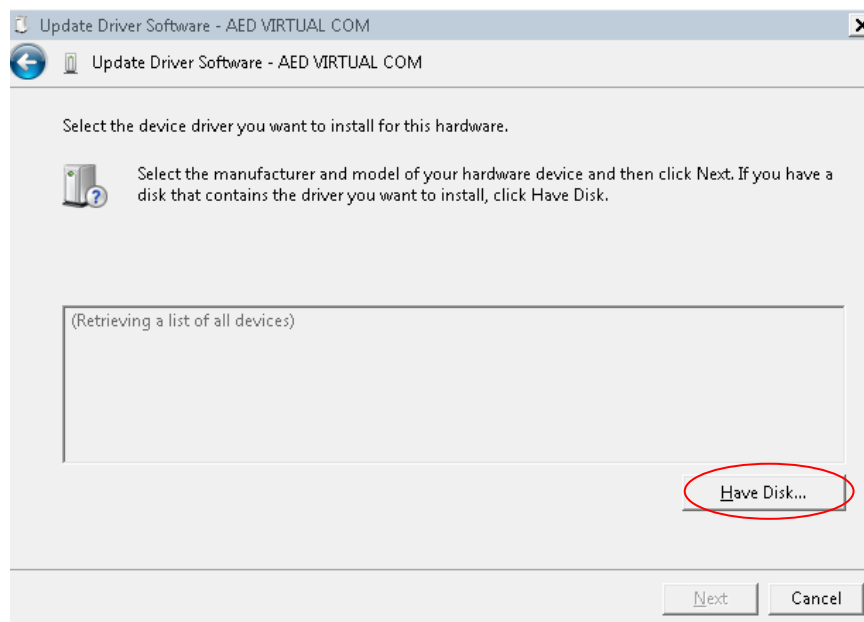 Update Driver Software - AED VIRTUAL COM
Update Driver Software - AED VIRTUAL COM
Select the device driver you want to install for this hardware.
Select the manufacturer and model of your hardware device and then click Next. If you have a
disk that contains the driver you want to install, click Have Disk.
(Retrieving a list of all devices)
Have Disk...
Next
Cancel